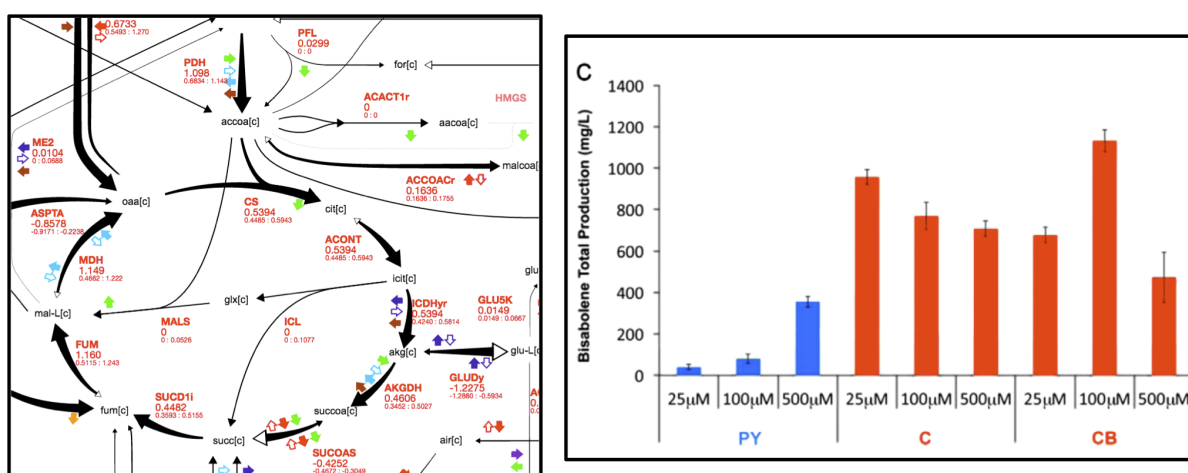 0.6733
0.5493 : 1.270
PDH
1.098
0.6834 : 1.143
PFL
0.0299
0 : 0
for[c]
accoa[c]
ACACT1r
0
0 : 0
aacoa[c]
HMGS
ME2
0.0104
0 : 0.0688
malcoa[
ACCOACr
0.1636
0.1636 : 0.1755
oaa[c]
CS
0.5394
0.4485 : 0.5943
cit[c]
ASPTA
-0.8578
-0.9171 : -0.2238
ACONT
0.5394
0.4485 : 0.5943
MDH
1.149
0.4662 : 1.222
icit[c]
glu
mal-L[c]
glx[c]
MALS
0
0 : 0.0526
ICL
0
0 : 0.1077
ICDHyr
0.5394
0.4240 : 0.5814
GLU5K
0.0149
0.0149 : 0.0667
FUM
1.160
0.5115 : 1.243
akg[c]
glu-L[c]
GLUDy
-1.2275
-1.2880 : -0.5934
AKGDH
0.4606
0.3452 : 0.5027
SUCD1i
0.4482
0.3593 : 0.5155
fum[c]
succoa[c]
succ[c]
SUCOAS
-0.4252
-0.4672 : -0.3049
air[c]
C
Bisabolene Total Production (mg/L)
1400
1200
1000
800
600
400
200
0
25μM 100μM 500μM 25μM 100μM 500μM 25μM 100μM 500μM
PY C CB